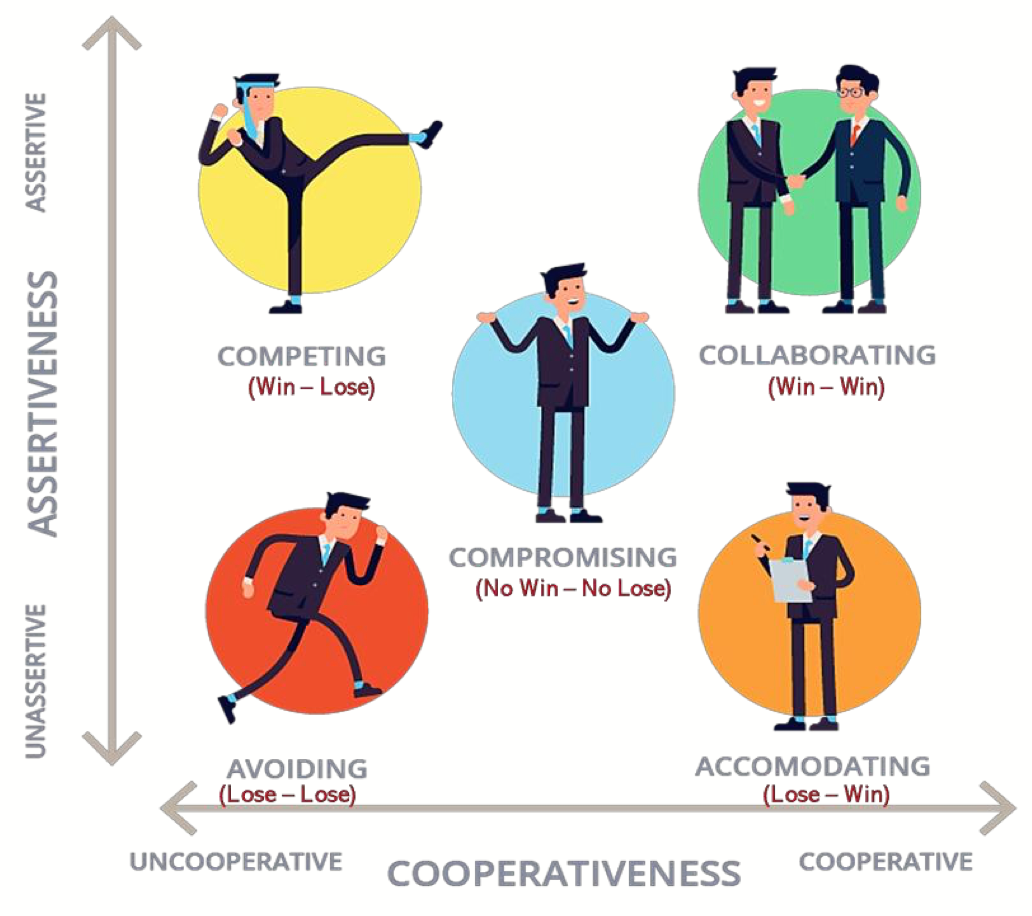 ASSERTIVE
ASSERTIVENESS
UNASSERTIVE
COMPETING
(Win – Lose)
COLLABORATING
(Win – Win)
COMPROMISING
(No Win – No Lose)
AVOIDING
(Lose – Lose)
ACCOMODATING
(Lose – Win)
UNCOOPERATIVE
COOPERATIVENESS
COOPERATIVE